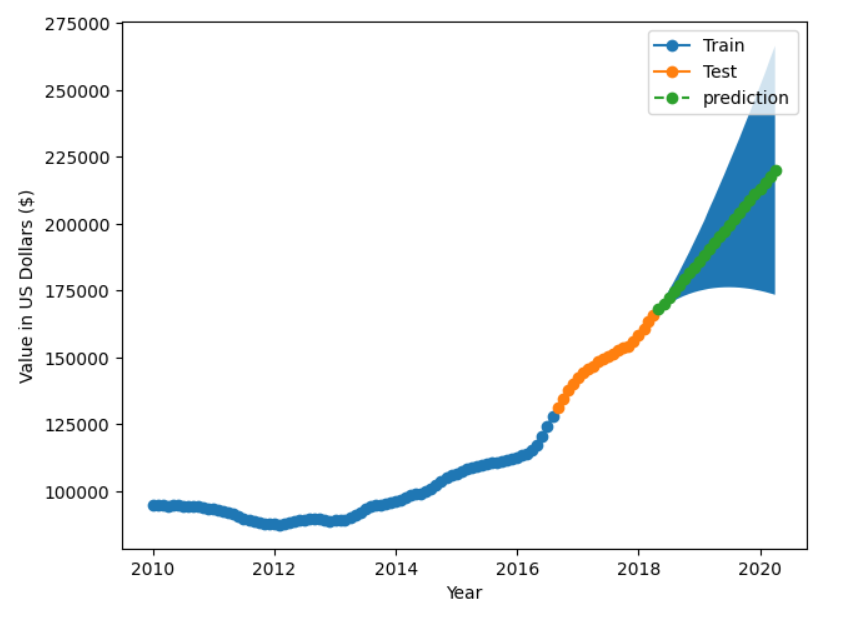 275000
250000
225000
200000
175000
150000
125000
100000
Value in US Dollars ($)
Train
Test
prediction
2010 2012 2014 2016 2018 2020
Year